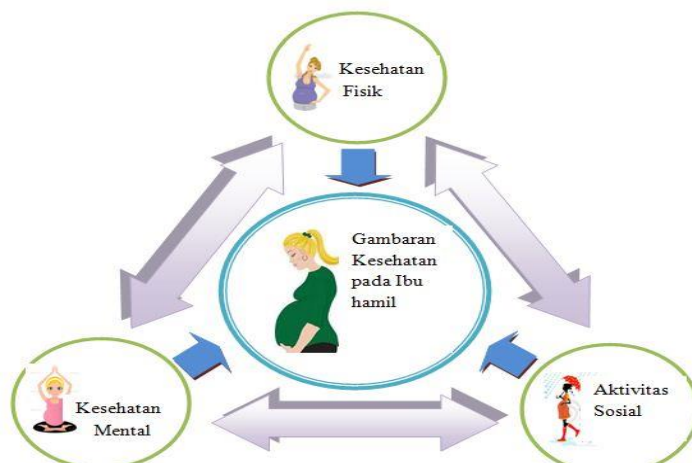 Kesehatan
Fisik
Gambaran
Kesehatan
pada Ibu
hamil
Kesehatan
Mental
Aktivitas
Sosial